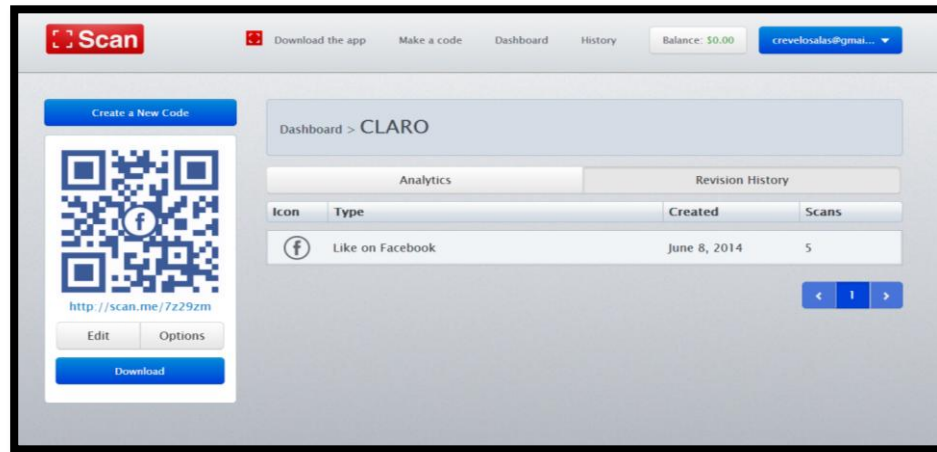 Scan
Download the app Make a code Dashboard History Balance: $0.00 crevelosalas@gmai...
Create a New Code
Dashboard > CLARO
Analytics Revision History
Icon Type Created Scans
Like on Facebook June 8, 2014 5
http://scan.me/7z29zm
1
Edit Options
Download